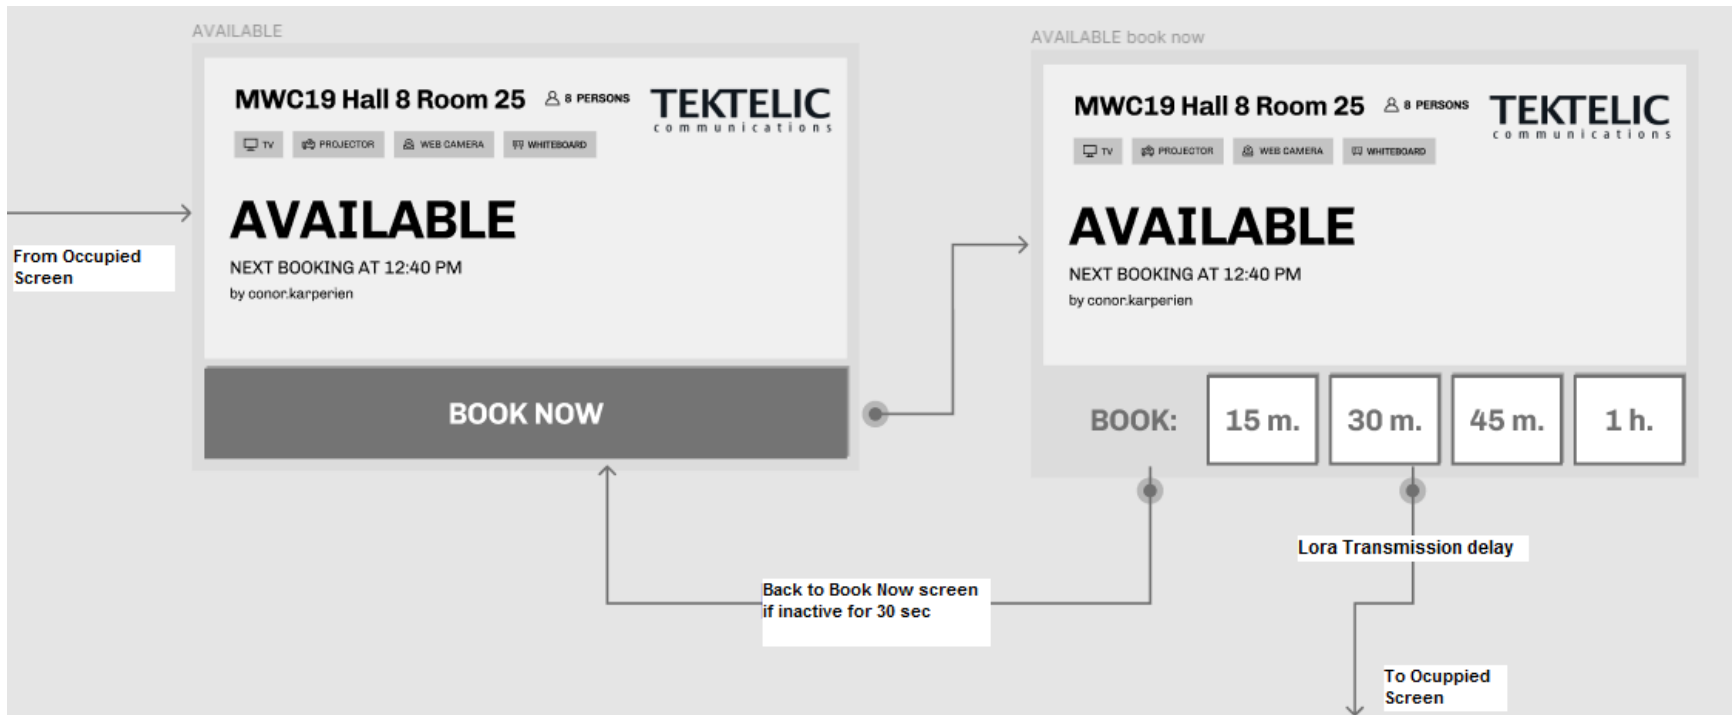 AVAILABLE
MWC19 Hall 8 Room 25
8 PERSONS
TEKTELIC
communications
TV
PROJECTOR
WEB CAMERA
WHITEBOARD
AVAILABLE
NEXT BOOKING AT 12:40 PM
by conor.karperien
BOOK NOW
From Occupied
Screen
AVAILABLE book now
MWC19 Hall 8 Room 25
8 PERSONS
TEKTELIC
communications
TV
PROJECTOR
WEB CAMERA
WHITEBOARD
AVAILABLE
NEXT BOOKING AT 12:40 PM
by conor.karperien
BOOK:
15 m.
30 m.
45 m.
1 h.
Lora Transmission delay
Back to Book Now screen
if inactive for 30 sec
To Ocuppied
Screen